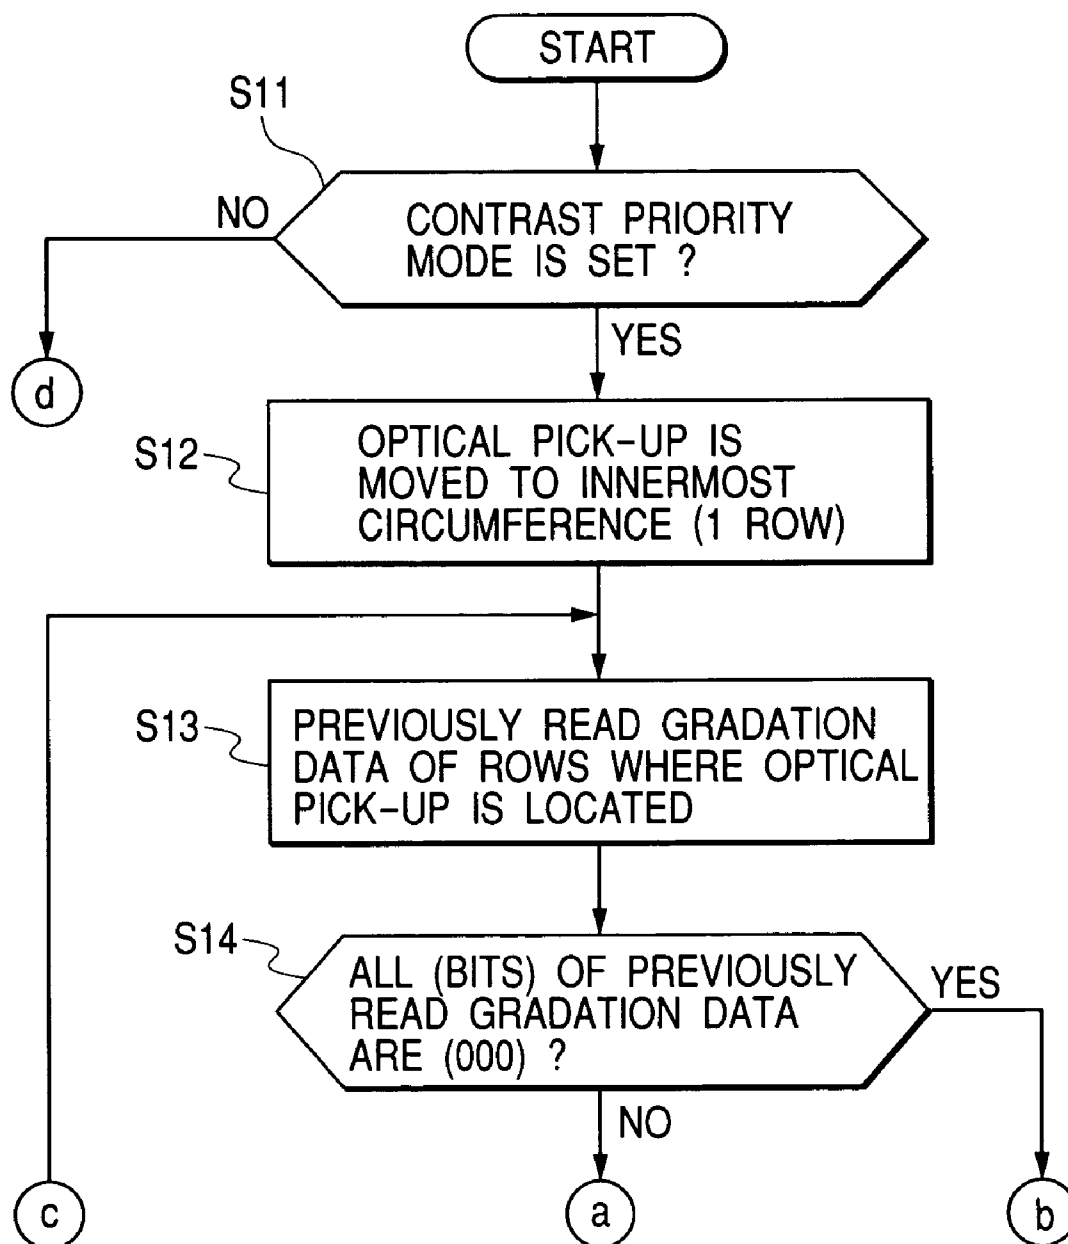 START
S11
NO
CONTRAST PRIORITY
MODE IS SET ?
YES
d
S12
OPTICAL PICK-UP IS
MOVED TO INNERMOST
CIRCUMFERENCE (1 ROW)
S13
PREVIOUSLY READ GRADATION
DATA OF ROWS WHERE OPTICAL
PICK-UP IS LOCATED
S14
ALL (BITS) OF PREVIOUSLY
READ GRADATION DATA
ARE (000) ?
YES
NO
c
a
b